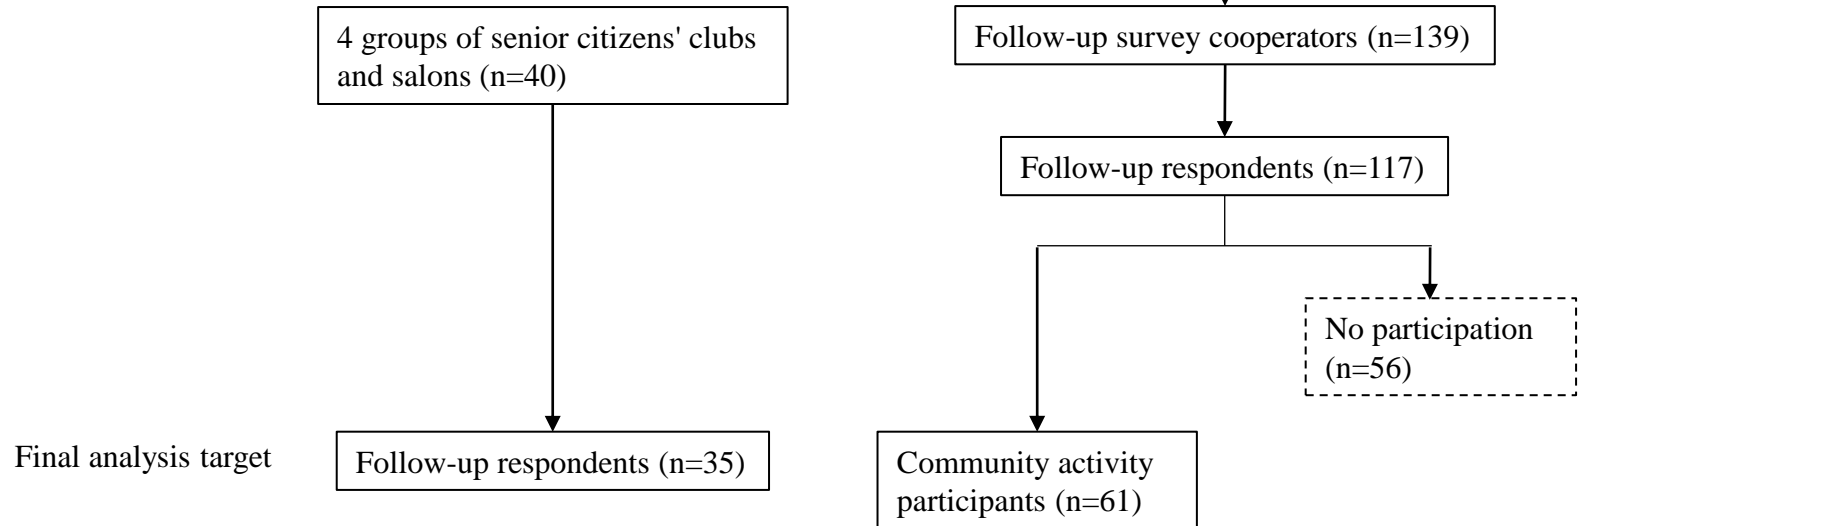 4 groups of senior citizens' clubs
and salons (n=40)
Follow-up survey cooperators (n=139)
Follow-up respondents (n=117)
No participation
(n=56)
Final analysis target
Follow-up respondents (n=35)
Community activity
participants (n=61)